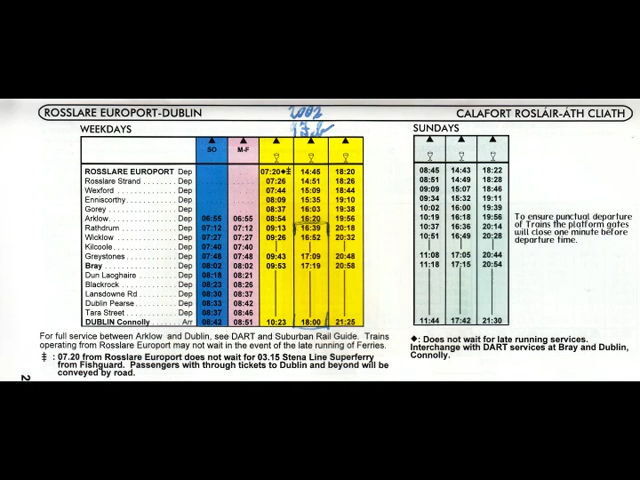 ROSSLARE EUROPORT-DUBLIN
2002
9 Feb
CALAFORT ROSLÁIR-ÁTH CLIATH
WEEKDAYS
SO M-F
ROSSLARE EUROPORT Dep 07:20◆‡ 14:45 18:20
Rosslare Strand Dep 07:26 14:51 18:26
Wexford Dep 07:44 15:09 18:44
Enniscorthy Dep 08:09 15:35 19:10
Gorey Dep 08:37 16:03 19:38
Arklow Dep 06:55 06:55 08:54 16:20 19:56
Rathdrum Dep 07:12 07:12 09:13 16:39 20:18
Wicklow Dep 07:27 07:27 09:28 16:52 20:32
Kilcoole Dep 07:40 07:40
Greystones Dep 07:48 07:48 09:43 17:09 20:48
Bray Dep 08:02 08:02 09:53 17:19 20:58
Dun Laoghaire Dep 08:18 08:21
Blackrock Dep 08:23 08:26
Lansdowne Rd Dep 08:30 08:37
Dublin Pearse Dep 08:33 08:42
Tara Street Dep 08:37 08:46
DUBLIN Connolly Arr 08:42 08:51 10:23 18:00 21:25
SUNDAYS
08:45 14:43 18:22
08:51 14:49 18:28
09:09 15:07 18:46
09:34 15:32 19:11
10:02 16:00 19:39
10:19 16:18 19:56
10:37 16:36 20:14
10:51 16:49 20:28
11:08 17:05 20:44
11:18 17:15 20:54
11:44 17:42 21:30
To ensure punctual departure
of Trains the platform gates
will close one minute before
departure time.
For full service between Arklow and Dublin, see DART and Suburban Rail Guide. Trains
operating from Rosslare Europort may not wait in the event of the late running of Ferries.
‡ : 07.20 from Rosslare Europort does not wait for 03.15 Stena Line Superferry
from Fishguard. Passengers with through tickets to Dublin and beyond will be
conveyed by road.
◆: Does not wait for late running services.
Interchange with DART services at Bray and Dublin,
Connolly.
2